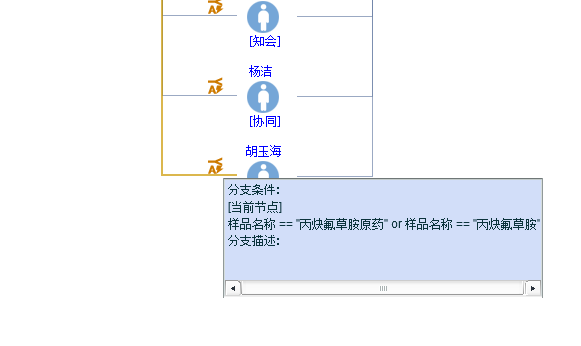 [知会]
杨洁
[协同]
胡玉海
分支条件:
[当前节点]
样品名称 == "丙炔氟草胺原药" or 样品名称 == "丙炔氟草胺"
分支描述: